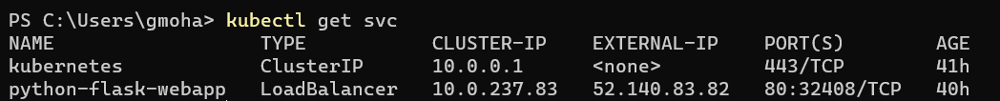 PS C:\Users\gmoha> kubectl get svc
NAME                  TYPE           CLUSTER-IP    EXTERNAL-IP    PORT(S)        AGE
kubernetes            ClusterIP      10.0.0.1      <none>         443/TCP        41h
python-flask-webapp   LoadBalancer   10.0.237.83   52.140.83.82   80:32408/TCP   40h